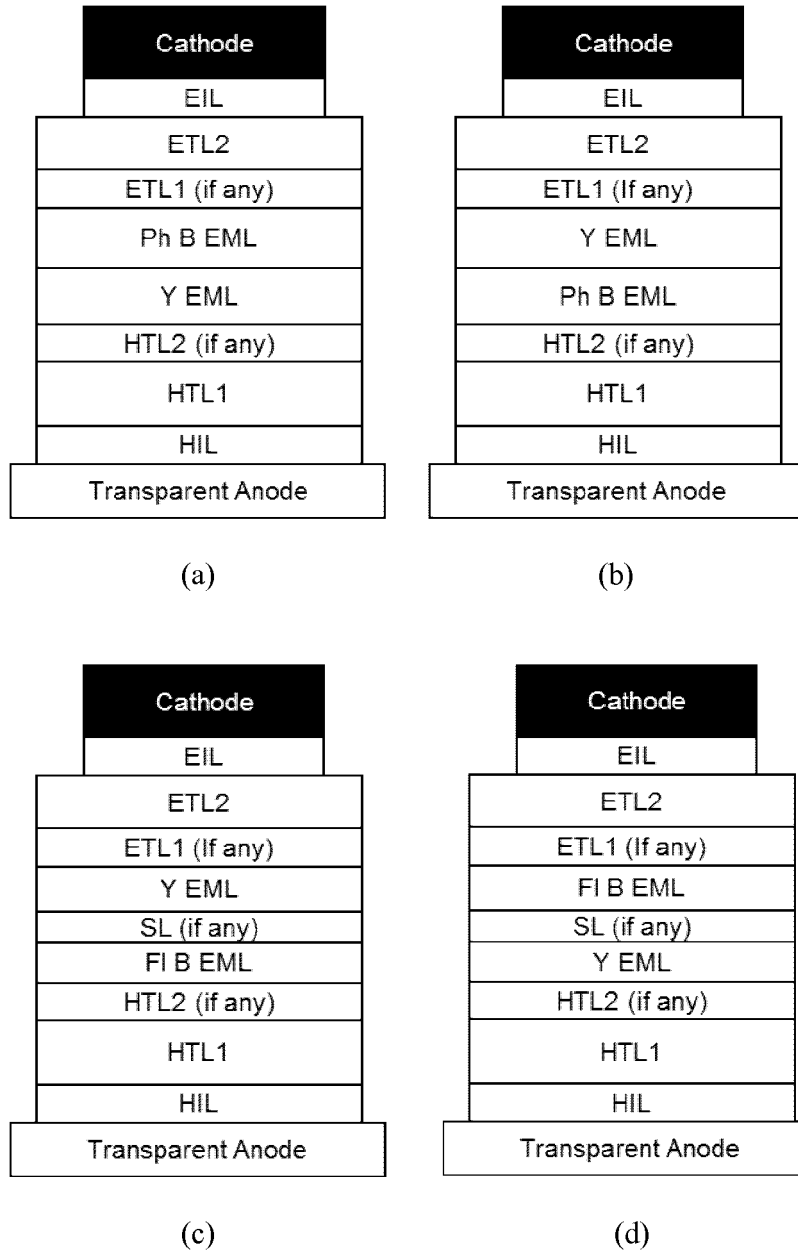 Cathode
EIL
ETL2
ETL1 (if any)
Ph B EML
Y EML
HTL2 (if any)
HTL1
HIL
Transparent Anode
(a)
Cathode
EIL
ETL2
ETL1 (If any)
Y EML
Ph B EML
HTL2 (if any)
HTL1
HIL
Transparent Anode
(b)
Cathode
EIL
ETL2
ETL1 (If any)
Y EML
SL (if any)
Fl B EML
HTL2 (if any)
HTL1
HIL
Transparent Anode
(c)
Cathode
EIL
ETL2
ETL1 (If any)
Fl B EML
SL (if any)
Y EML
HTL2 (if any)
HTL1
HIL
Transparent Anode
(d)